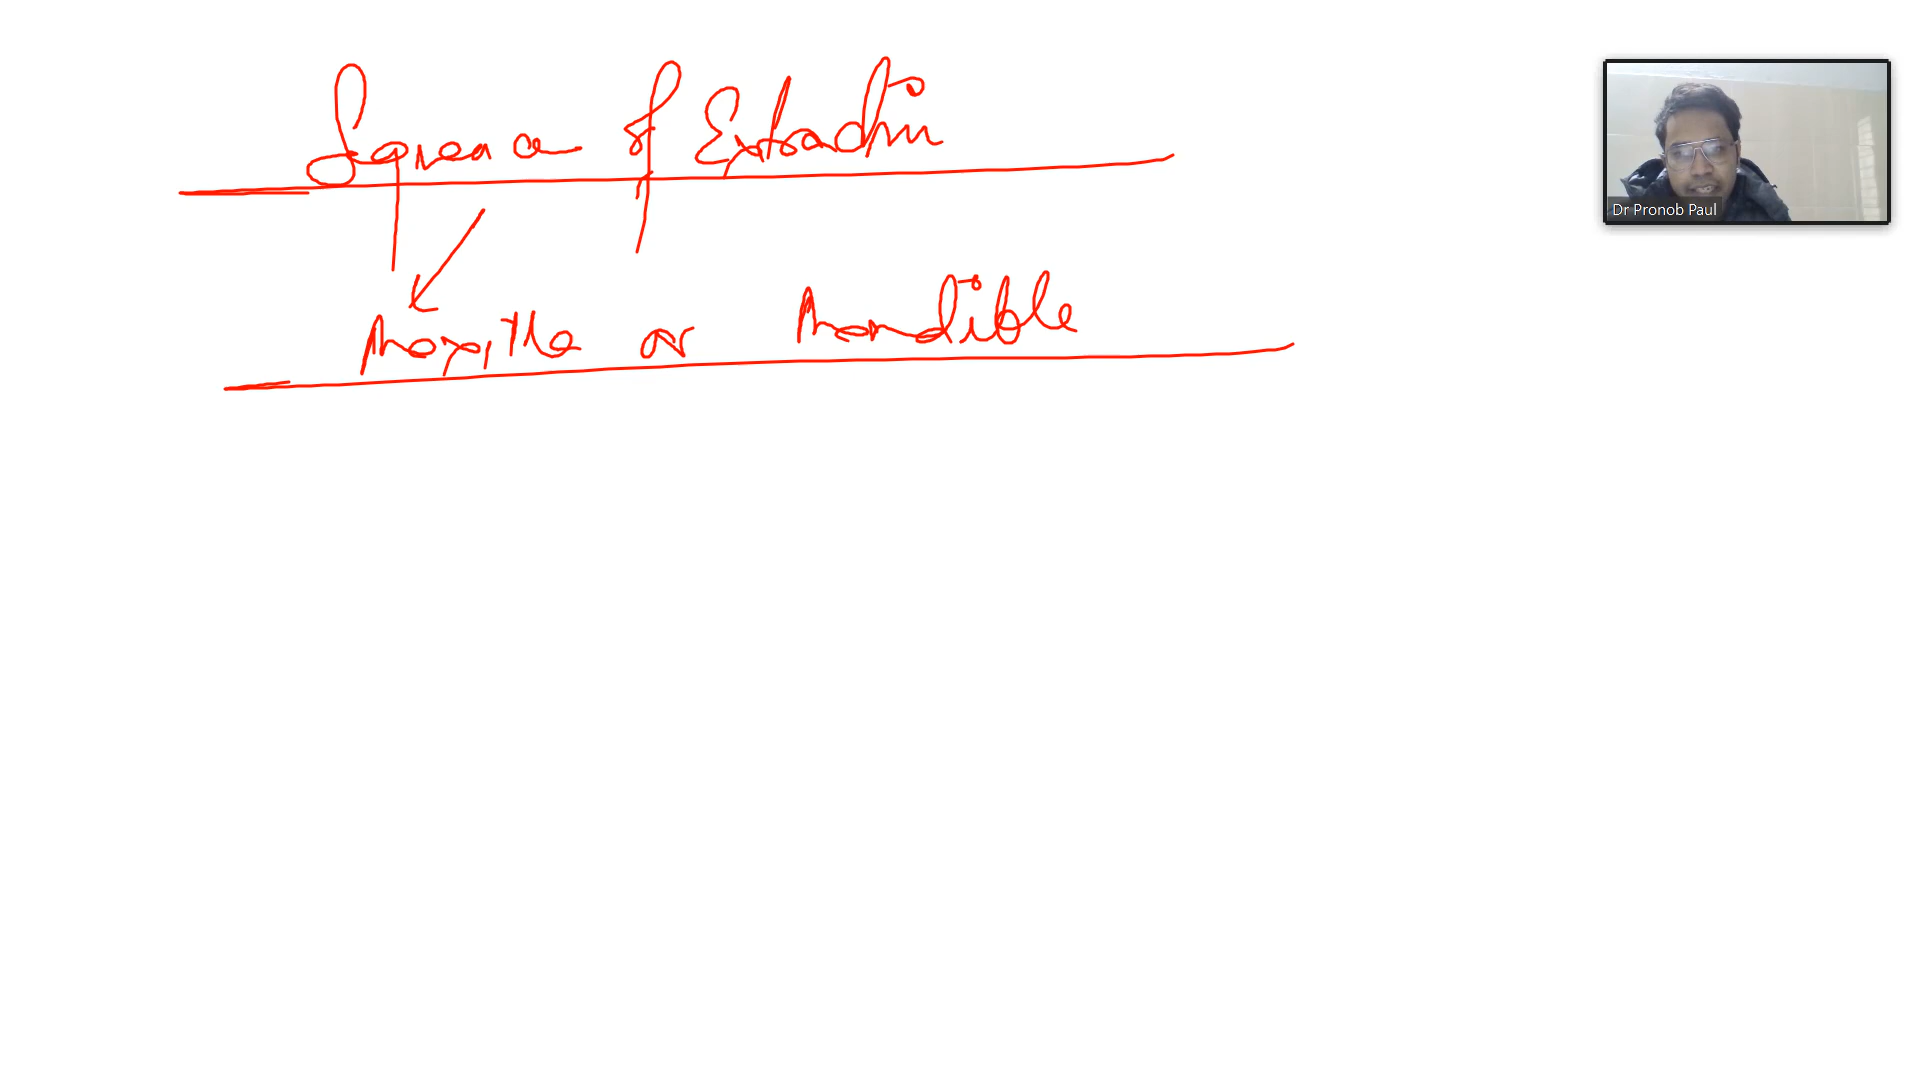 Sequence of Extraction
Maxilla or Mandible
Dr Pronob Paul